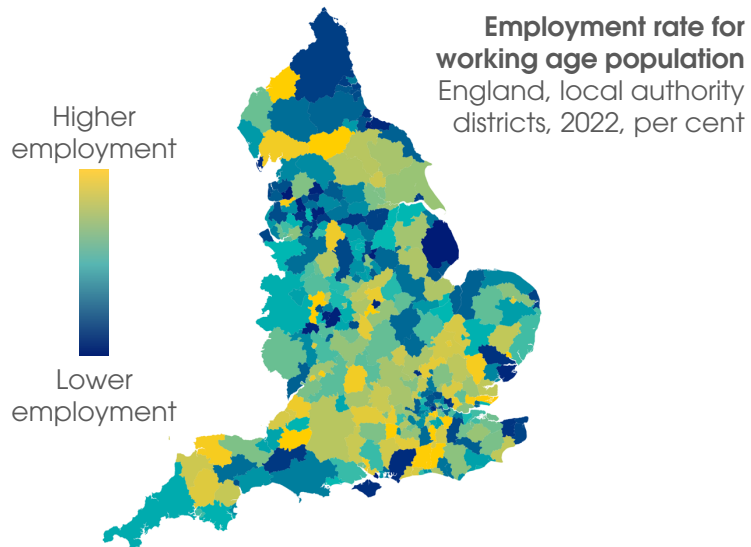 Employment rate for
working age population
England, local authority
districts, 2022, per cent
Higher
employment
Lower
employment